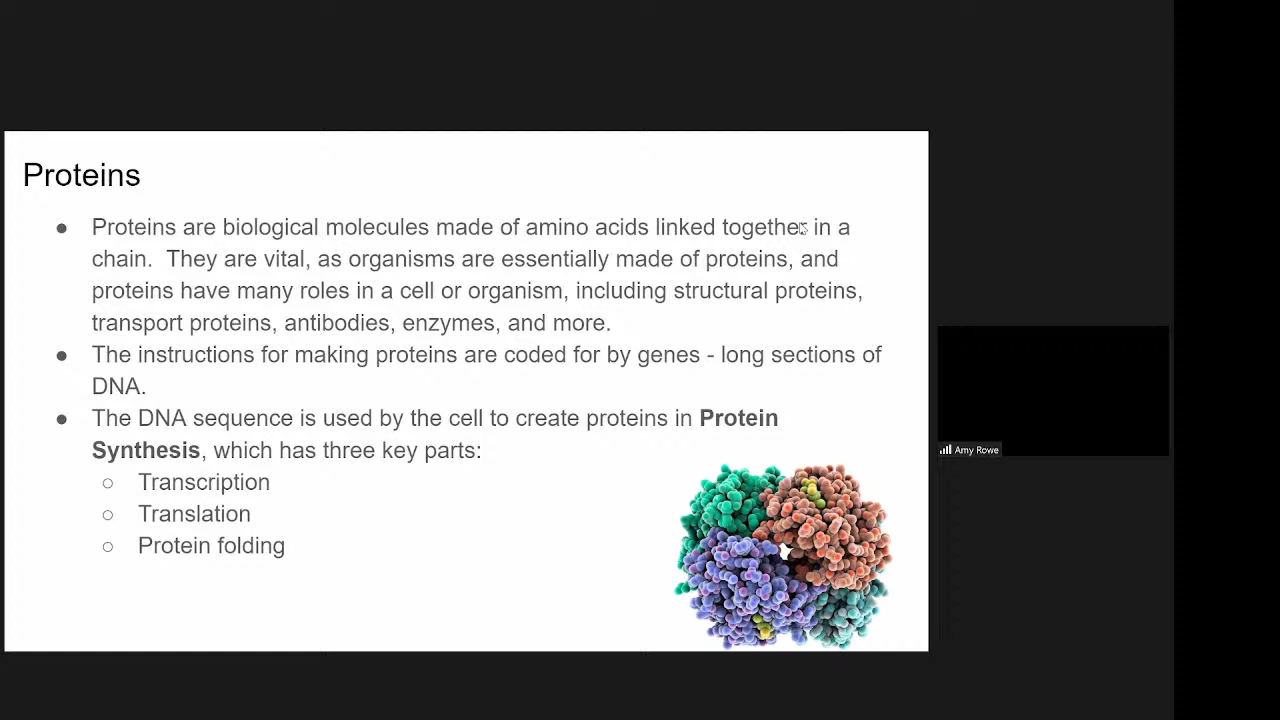 Proteins
● Proteins are biological molecules made of amino acids linked together in a
chain.  They are vital, as organisms are essentially made of proteins, and
proteins have many roles in a cell or organism, including structural proteins,
transport proteins, antibodies, enzymes, and more.
● The instructions for making proteins are coded for by genes - long sections of
DNA.
● The DNA sequence is used by the cell to create proteins in Protein
Synthesis, which has three key parts:
○ Transcription
○ Translation
○ Protein folding
Amy Rowe